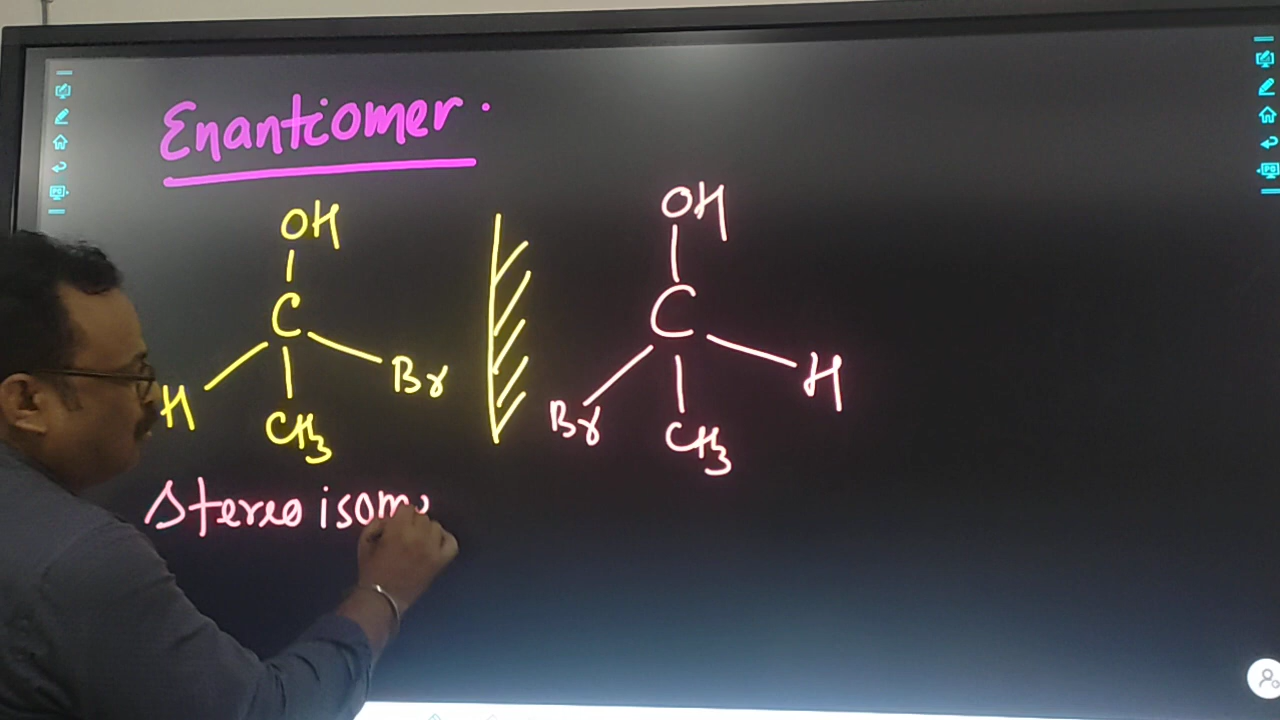 Enantiomer.
OH OH
C C
H Br Br H
CH3 CH3
Stereo isom